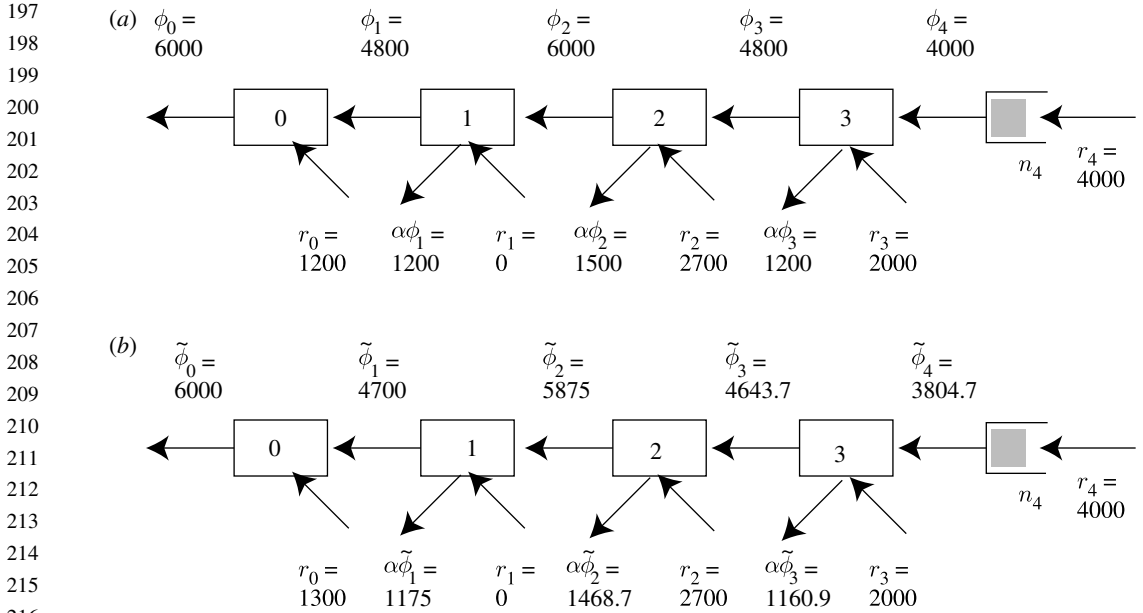 197
198
199
200
201
202
203
204
205
206
207
208
209
210
211
212
213
214
215
(a)
ϕ0 = ϕ1 = ϕ2 = ϕ3 = ϕ4 =
6000 4800 6000 4800 4000
0 1 2 3
n4 r4 =
4000
r0 = αϕ1 = r1 = αϕ2 = r2 = αϕ3 = r3 =
1200 1200 0 1500 2700 1200 2000
(b)
ϕ̃0 = ϕ̃1 = ϕ̃2 = ϕ̃3 = ϕ̃4 =
6000 4700 5875 4643.7 3804.7
0 1 2 3
n4 r4 =
4000
r0 = αϕ̃1 = r1 = αϕ̃2 = r2 = αϕ̃3 = r3 =
1300 1175 0 1468.7 2700 1160.9 2000